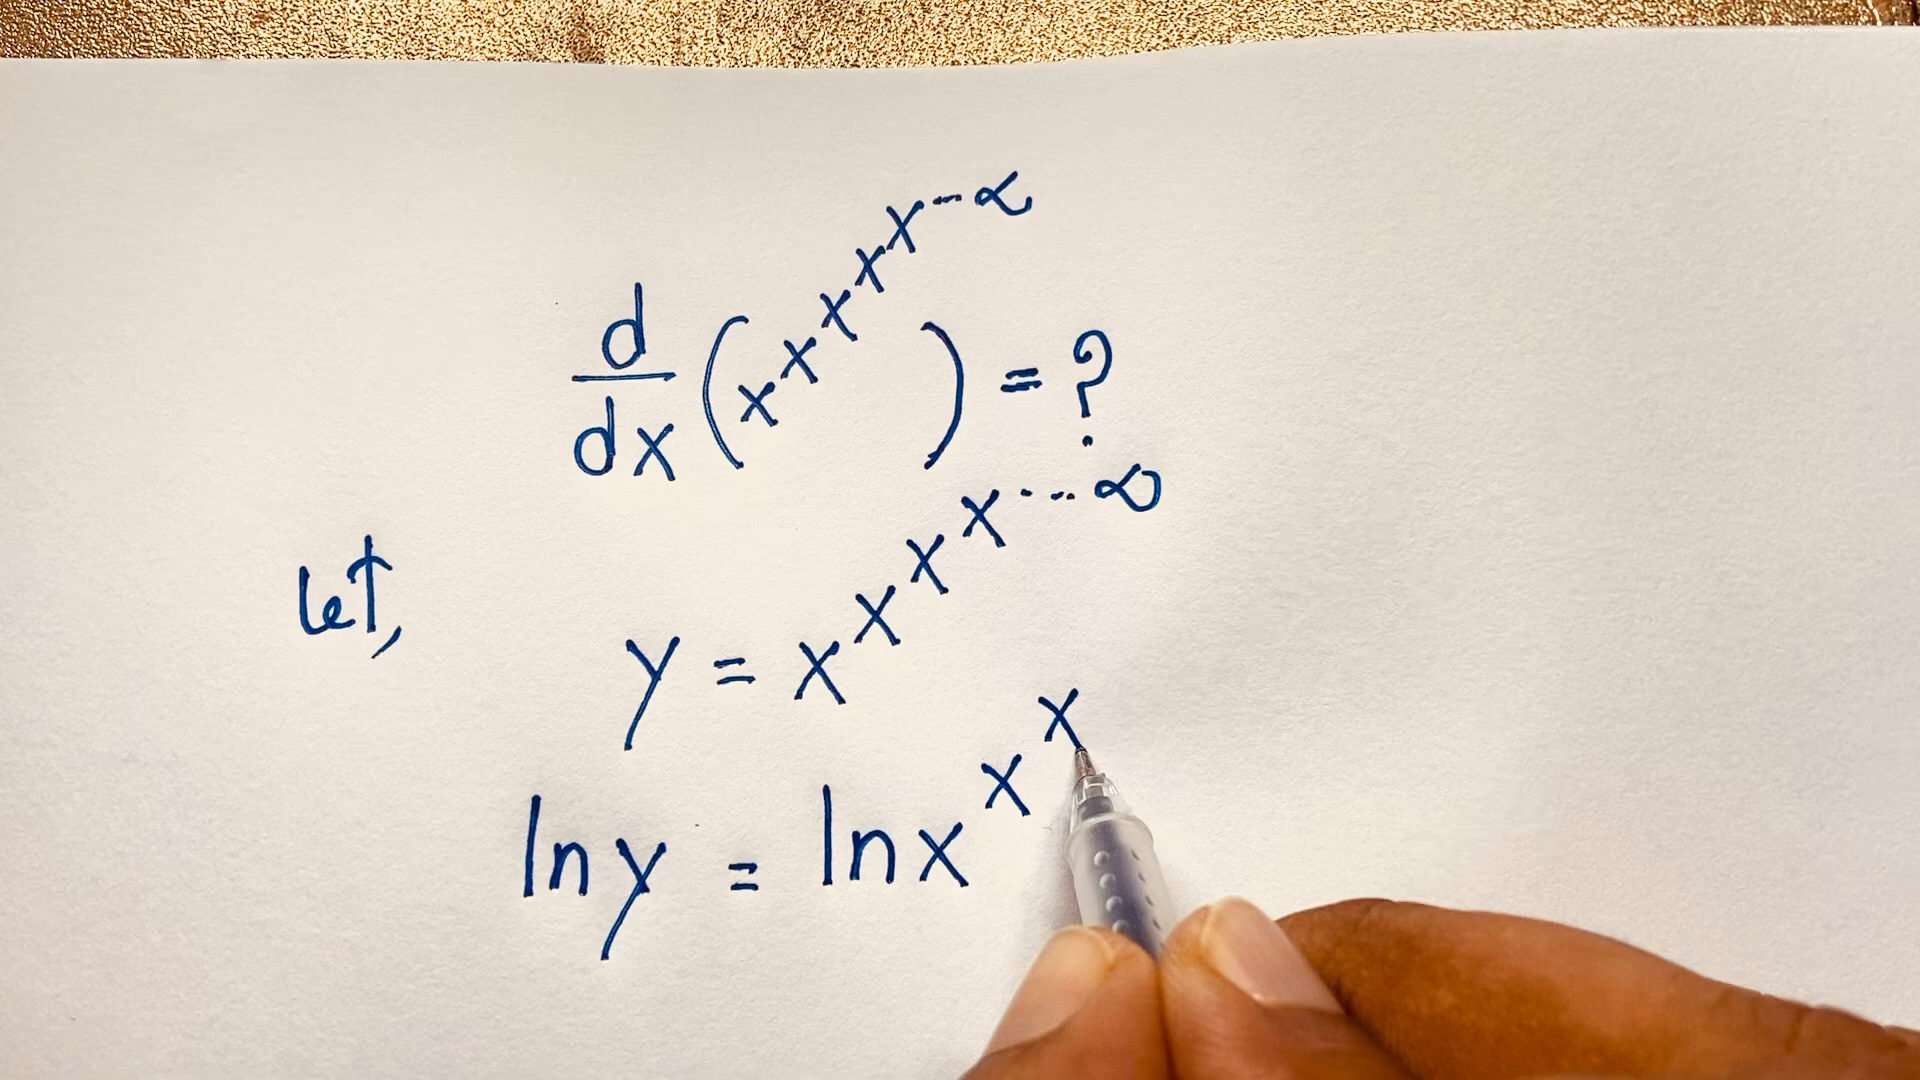 d/dx (x^x^x^x^x^...∝) = ?
let,
y = x^x^x^x^...∞
ln y = ln x^x^x